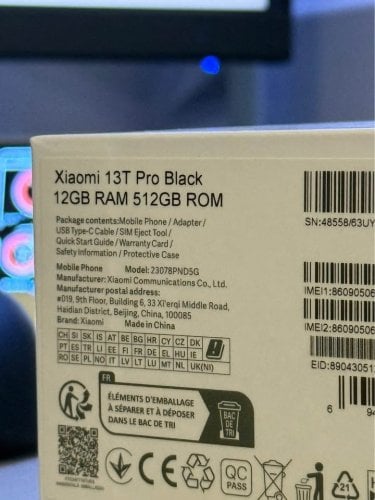 Xiaomi 13T Pro Black
12GB RAM 512GB ROM
Package contents:Mobile Phone / Adapter /
USB Type-C Cable / SIM Eject Tool /
Quick Start Guide / Warranty Card /
Safety information / Protective Case
Mobile Phone Model: 23078PND5G
Manufacturer: Xiaomi Communications Co., Ltd.
Manufacturer postal address:
#019, 9th Floor, Building 6, 33 Xi'erqi Middle Road,
Haidian District, Beijing, China, 100085
Brand: Xiaomi Made in China
CH SI SK IS AT BE BG HR CY CZ DK
PT ES TR LI EE FI FR DE EL HU IE
RO SE PL NO IT LV LT LU MT NL UK(NI)
SN:48558/63UY
IMEI1:86090506
IMEI2:86090506
EID:890430512
6 94
FR
ÉLÉMENTS D'EMBALLAGE
À SÉPARER ET À DÉPOSER
DANS LE BAC DE TRI
BAC
DE
TRI
CE
QC
PASS
21